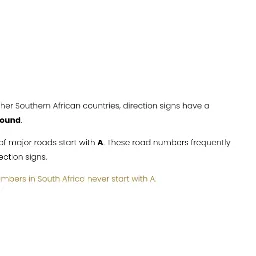 her Southern African countries, direction signs have a
ound.
of major roads start with A. These road numbers frequently
ection signs.
mbers in South Africa never start with A.